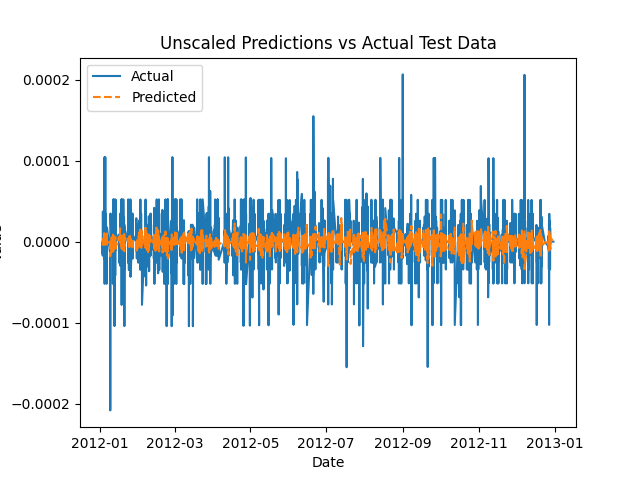 Unscaled Predictions vs Actual Test Data
Actual
Predicted
0.0002
0.0001
0.0000
−0.0001
−0.0002
2012-01 2012-03 2012-05 2012-07 2012-09 2012-11 2013-01
Date